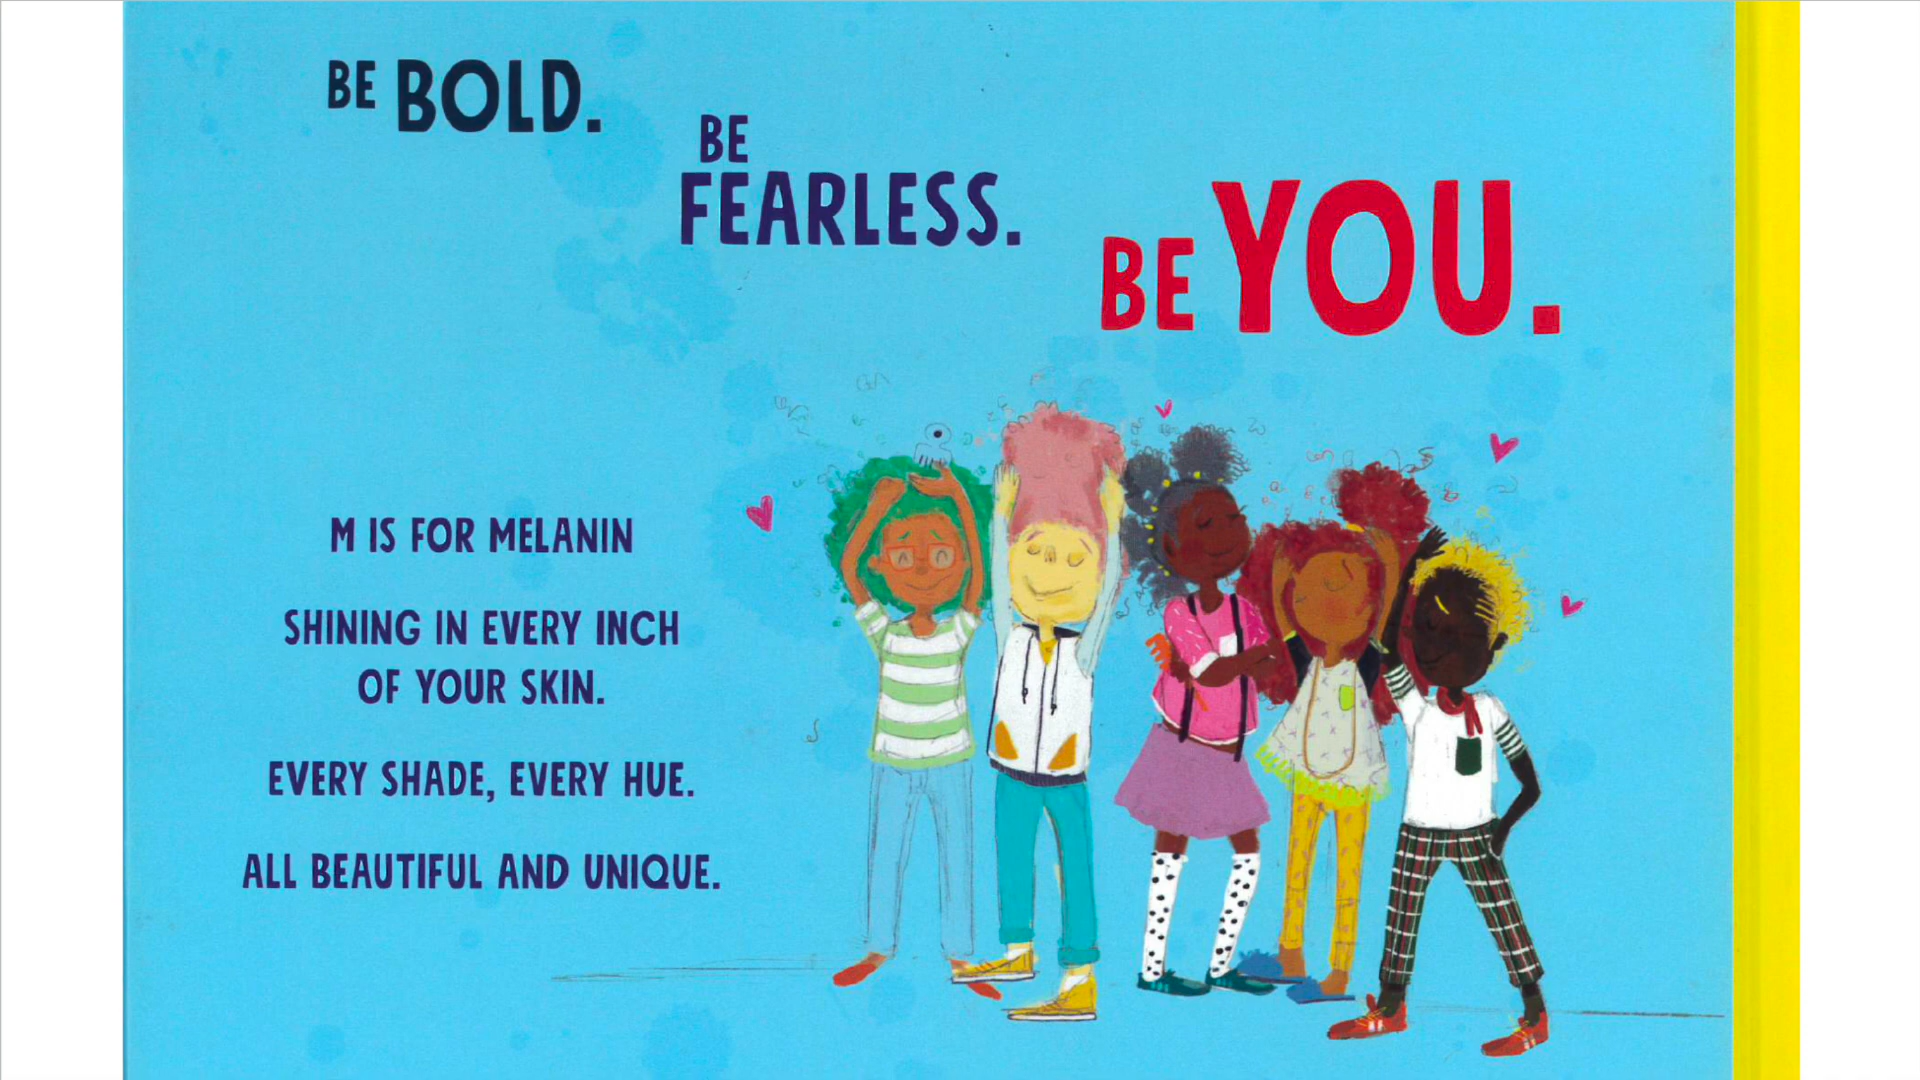 BE BOLD.
BE
FEARLESS.
BE YOU.
M IS FOR MELANIN
SHINING IN EVERY INCH
OF YOUR SKIN.
EVERY SHADE, EVERY HUE.
ALL BEAUTIFUL AND UNIQUE.